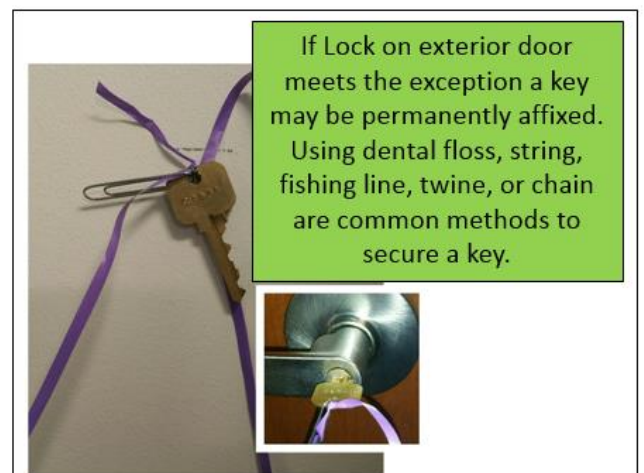 If Lock on exterior door
meets the exception a key
may be permanently affixed.
Using dental floss, string,
fishing line, twine, or chain
are common methods to
secure a key.